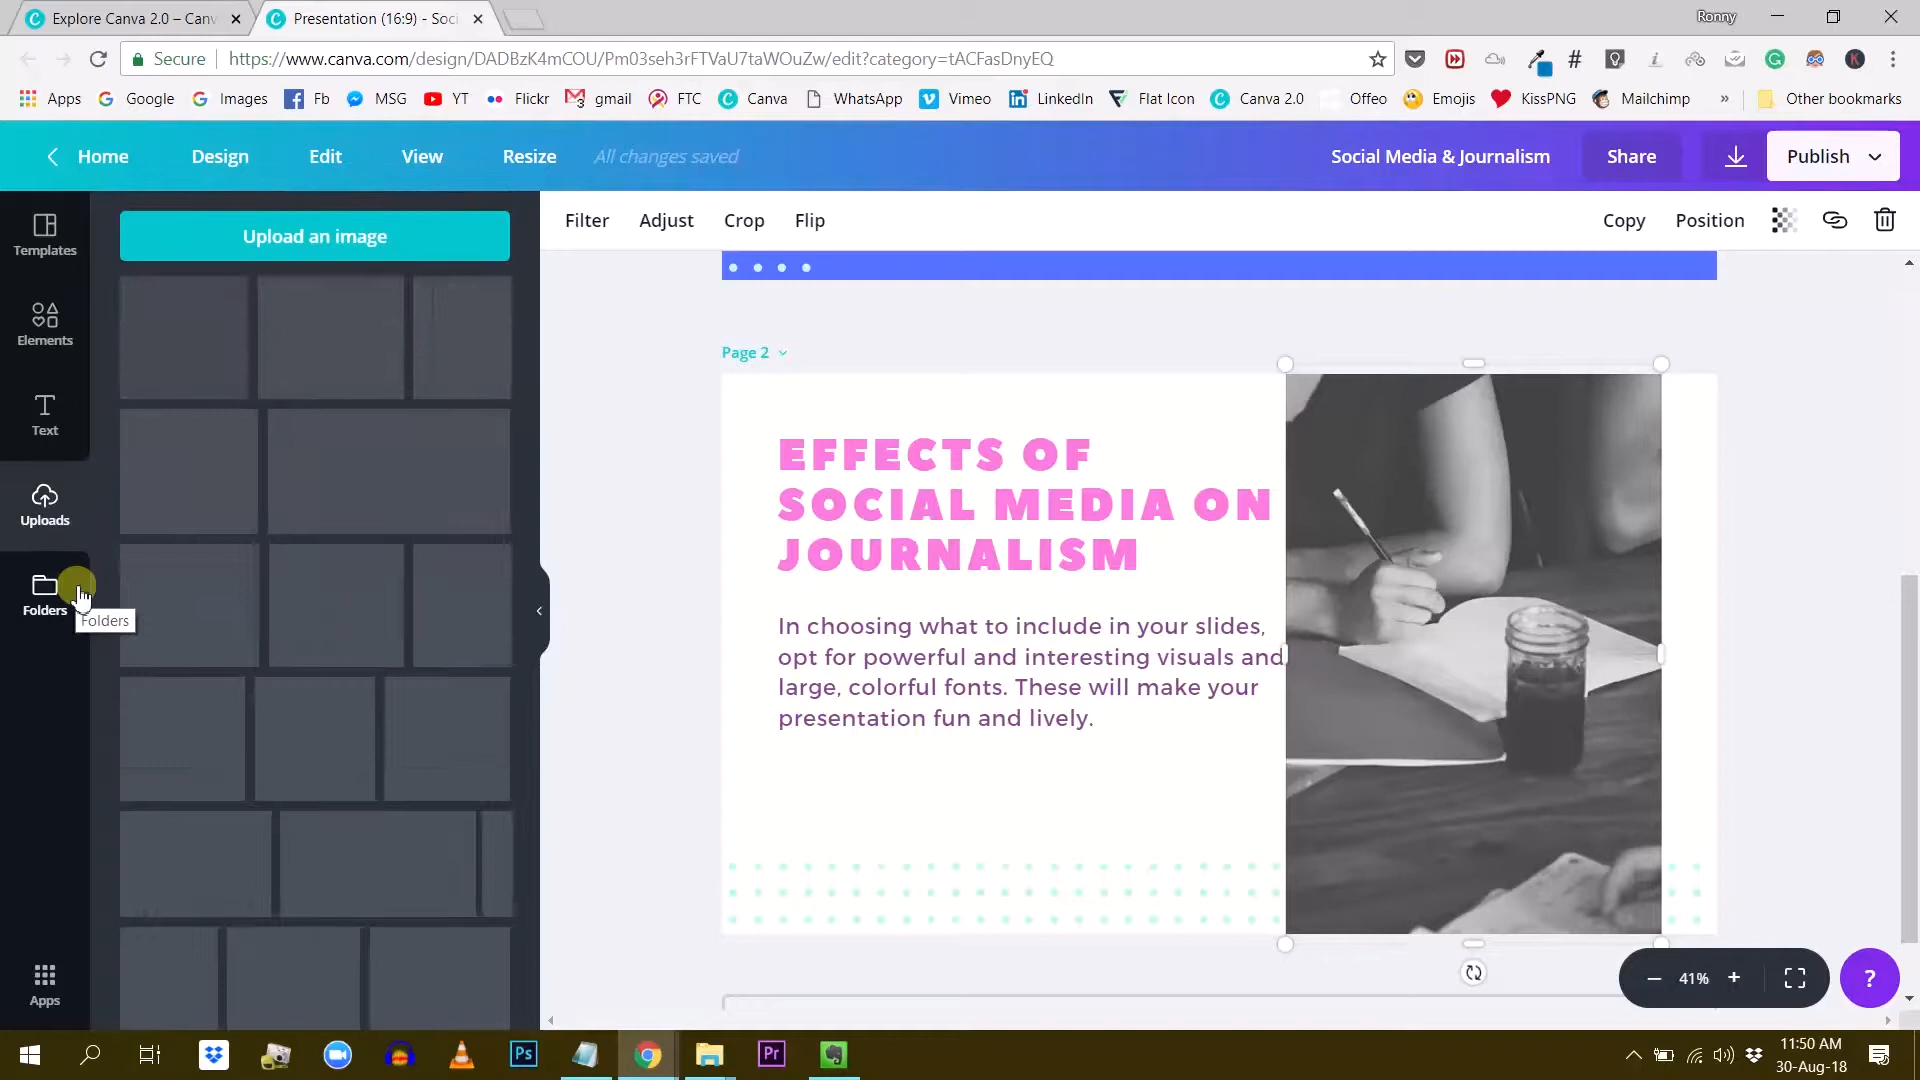 Explore Canva 2.0 – Canv
Presentation (16:9) - Soci
Ronny
Secure
https://www.canva.com/design/DADBzK4mCOU/Pm03seh3rFTVaU7taWOuZw/edit?category=tACFasDnyEQ
Apps
Google
Images
Fb
MSG
YT
Flickr
gmail
FTC
Canva
WhatsApp
Vimeo
LinkedIn
Flat Icon
Canva 2.0
Offeo
Emojis
KissPNG
Mailchimp
»
Other bookmarks
Home
Design
Edit
View
Resize
All changes saved
Social Media & Journalism
Share
Publish
Templates
Elements
Text
Uploads
Folders
Folders
Apps
Upload an image
Filter
Adjust
Crop
Flip
Copy
Position
Page 2
EFFECTS OF
SOCIAL MEDIA ON
JOURNALISM
In choosing what to include in your slides,
opt for powerful and interesting visuals and
large, colorful fonts. These will make your
presentation fun and lively.
41%
?
Ps
Pr
11:50 AM
30-Aug-18